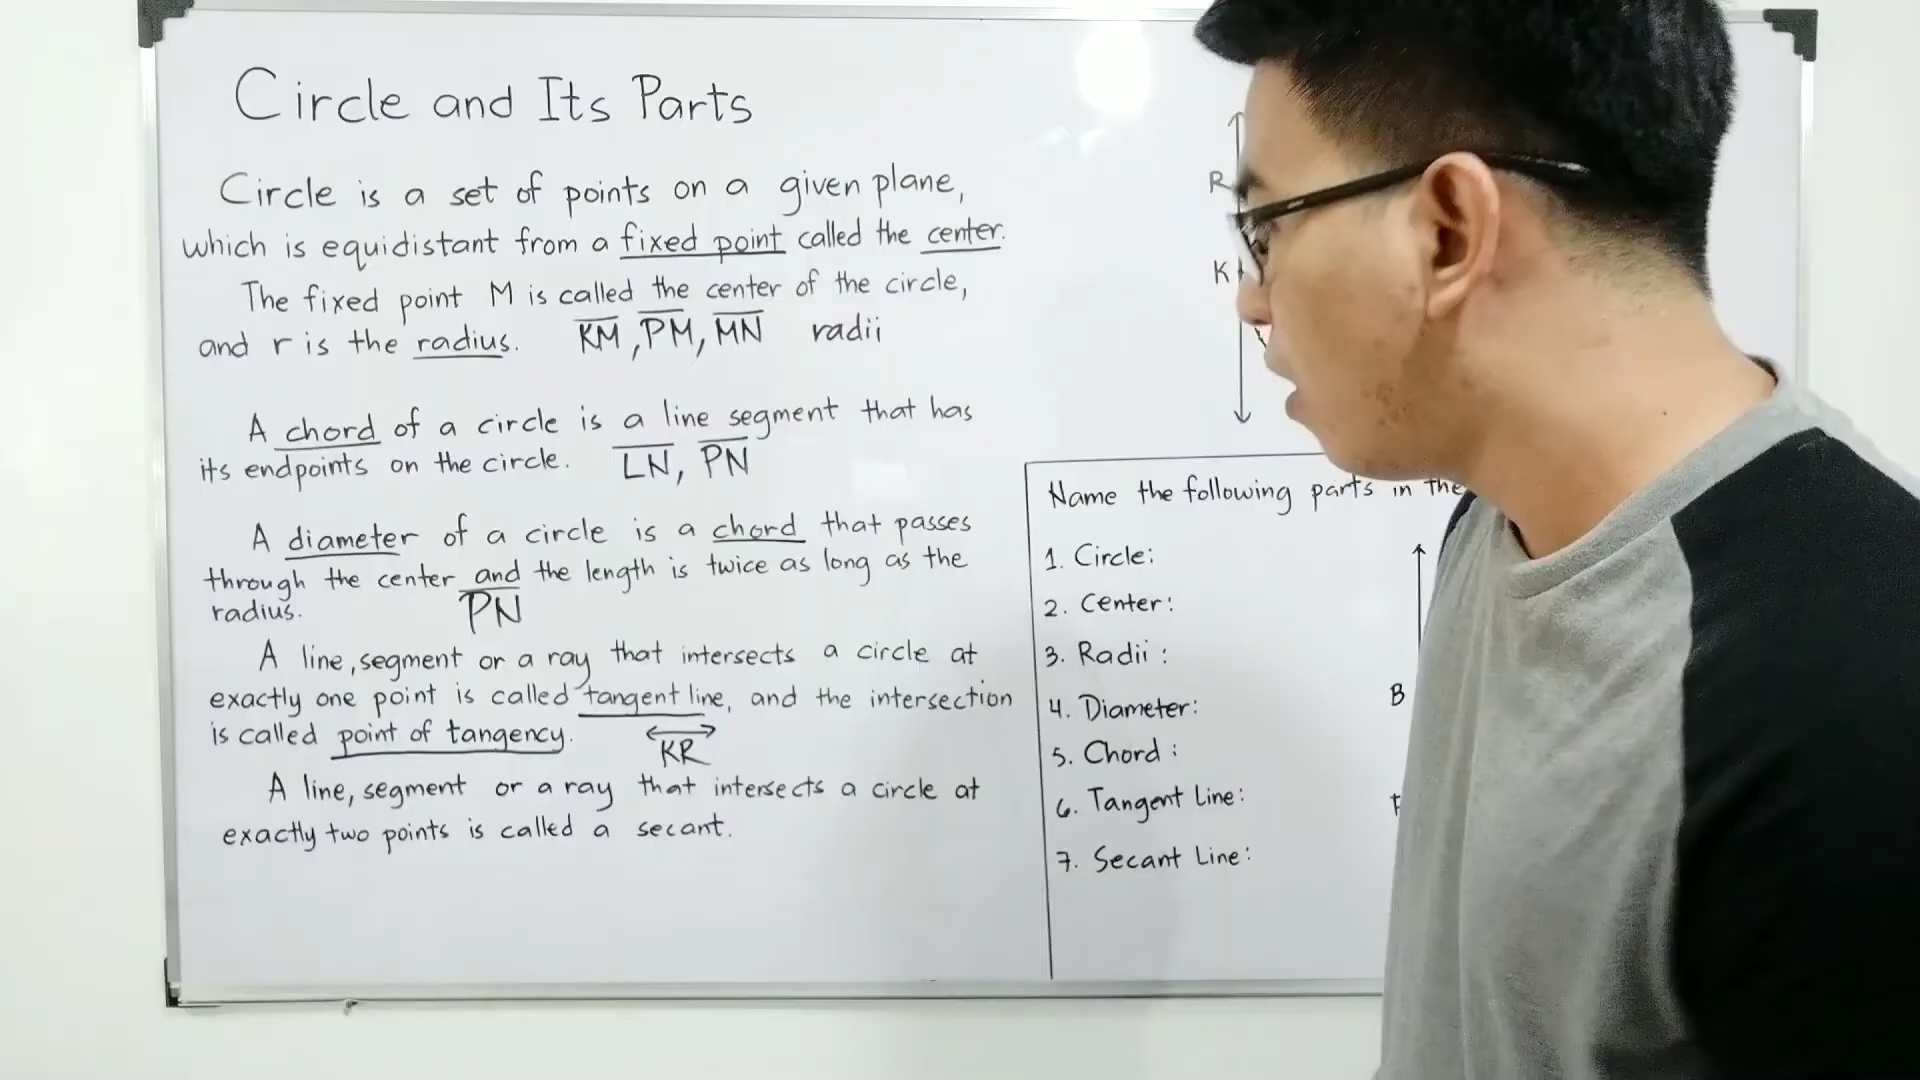 Circle and Its Parts
Circle is a set of points on a given plane,
which is equidistant from a fixed point called the center.
The fixed point M is called the center of the circle,
and r is the radius. KM, PM, MN radii
A chord of a circle is a line segment that has
its endpoints on the circle. LN, PN
A diameter of a circle is a chord that passes
through the center and the length is twice as long as the
radius. PN
A line, segment or a ray that intersects a circle at
exactly one point is called tangent line, and the intersection
is called point of tangency. KR
A line, segment or a ray that intersects a circle at
exactly two points is called a secant.
R
K
Name the following parts in the
1. Circle:
2. Center:
3. Radii:
4. Diameter:
5. Chord:
6. Tangent Line:
7. Secant Line:
B